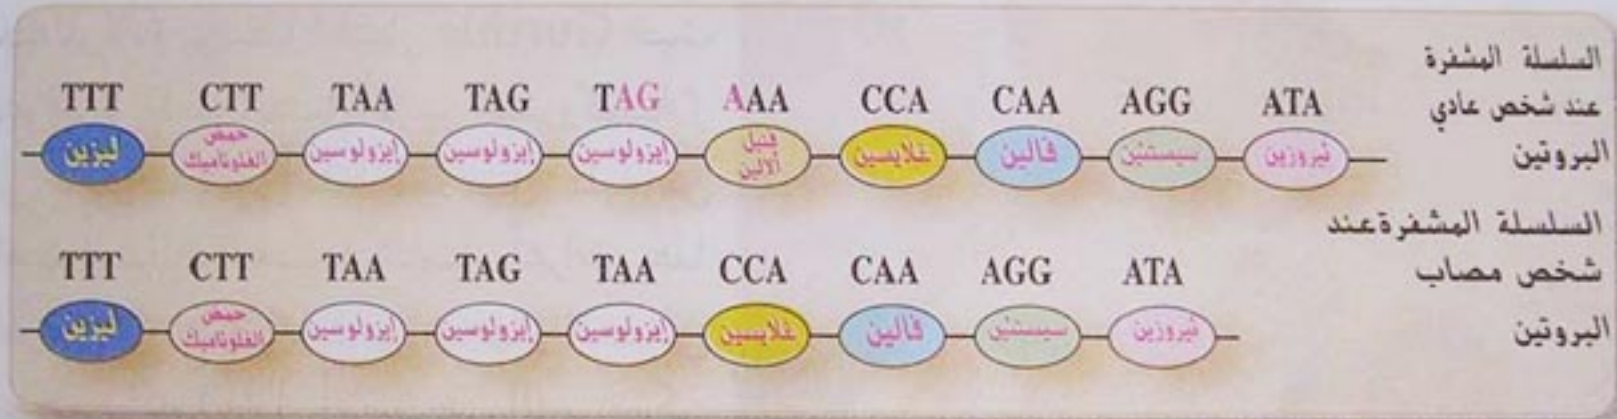 السلسلة المشفرة
عند شخص عادي
TTT CTT TAA TAG TAG AAA CCA CAA AGG ATA
البروتين
ليزين حمض الغلوتاميك إيزولوسين إيزولوسين إيزولوسين فنيل ألانين غلايسين فالين سيستئين تيروزين
السلسلة المشفرة عند
شخص مصاب
TTT CTT TAA TAG TAA CCA CAA AGG ATA
البروتين
ليزين حمض الغلوتاميك إيزولوسين إيزولوسين إيزولوسين غلايسين فالين سيستئين تيروزين